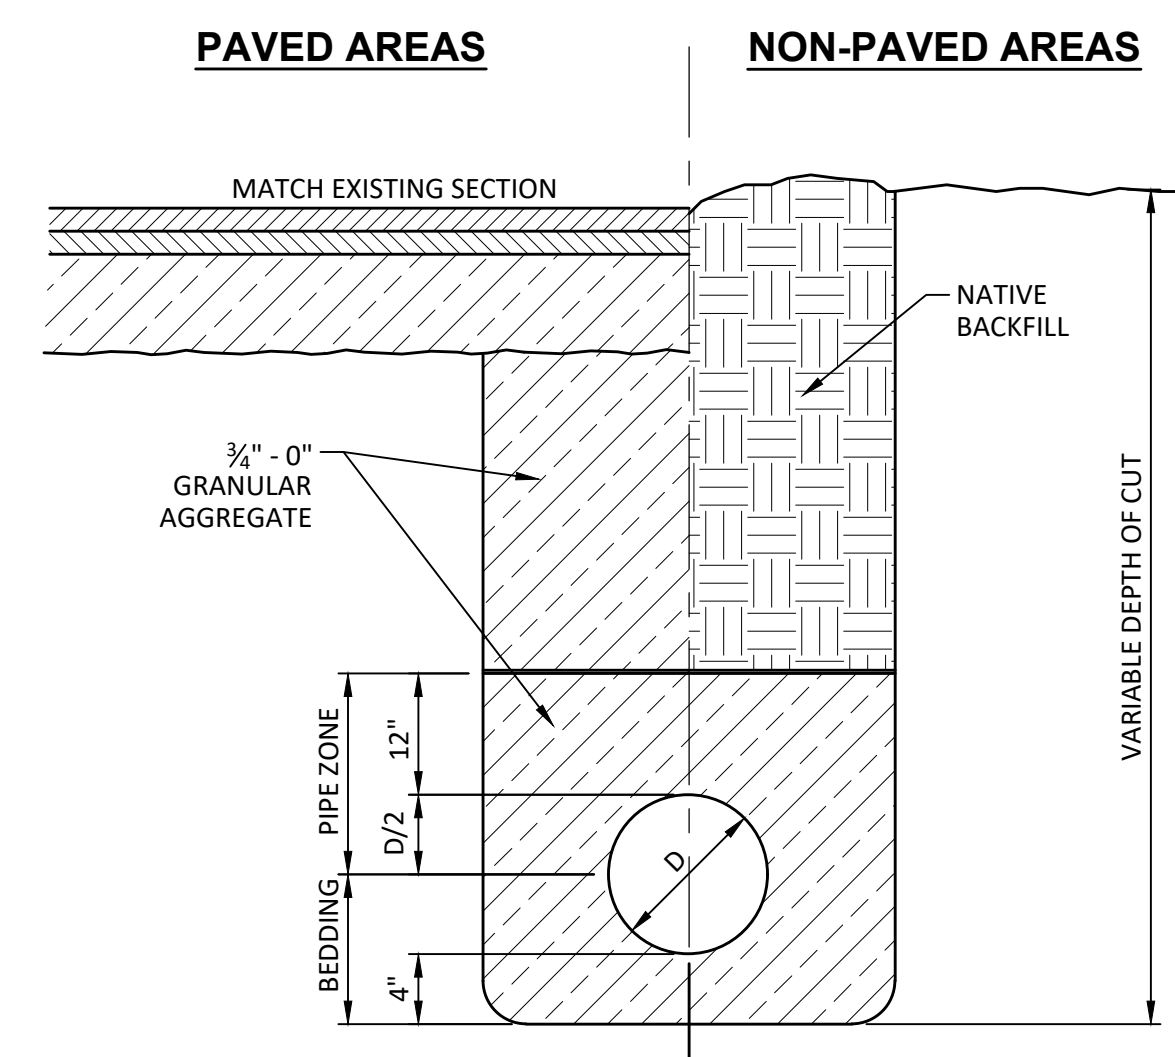 PAVED AREAS
NON-PAVED AREAS
MATCH EXISTING SECTION
NATIVE
BACKFILL
¾" - 0"
GRANULAR
AGGREGATE
VARIABLE DEPTH OF CUT
PIPE ZONE
12"
D/2
D
BEDDING
4"